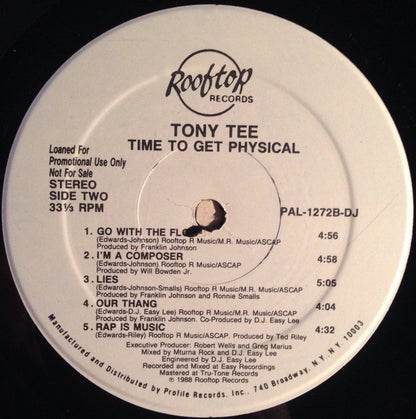 Rooftop
RECORDS
TONY TEE
TIME TO GET PHYSICAL
Loaned For
Promotional Use Only
Not For Sale
STEREO
SIDE TWO
33⅓ RPM
PAL-1272B-DJ
1. GO WITH THE FLO 4:56
(Edwards-Johnson) Rooftop R Music/M.R. Music/ASCAP
Produced by Franklin Johnson
2. I'M A COMPOSER 4:58
(Edwards-Johnson) Rooftop R Music/M.R. Music/ASCAP
Produced by Will Bowden Jr.
3. LIES 5:05
(Edwards-Johnson-Smalls) Rooftop R Music/M.R. Music/ASCAP
Produced by Franklin Johnson and Ronnie Smalls
4. OUR THANG 4:04
(Edwards-D.J. Easy Lee) Rooftop R Music/M.R. Music/ASCAP
Produced by Franklin Johnson. Co-Produced by D.J. Easy Lee
5. RAP IS MUSIC 4:32
(Edwards-Riley) Rooftop R Music/ASCAP. Produced by Ted Riley
Executive Producer: Robert Wells and Greg Marius
Mixed by Mturna Rock and D.J. Easy Lee
Engineered by D.J. Easy Lee
Recorded and Mixed at Easy Recordings
Mastered at Tru-Tone Records
℗ 1988 Rooftop Records
Manufactured and Distributed by Profile Records, Inc., 740 Broadway, N.Y., N.Y. 10003